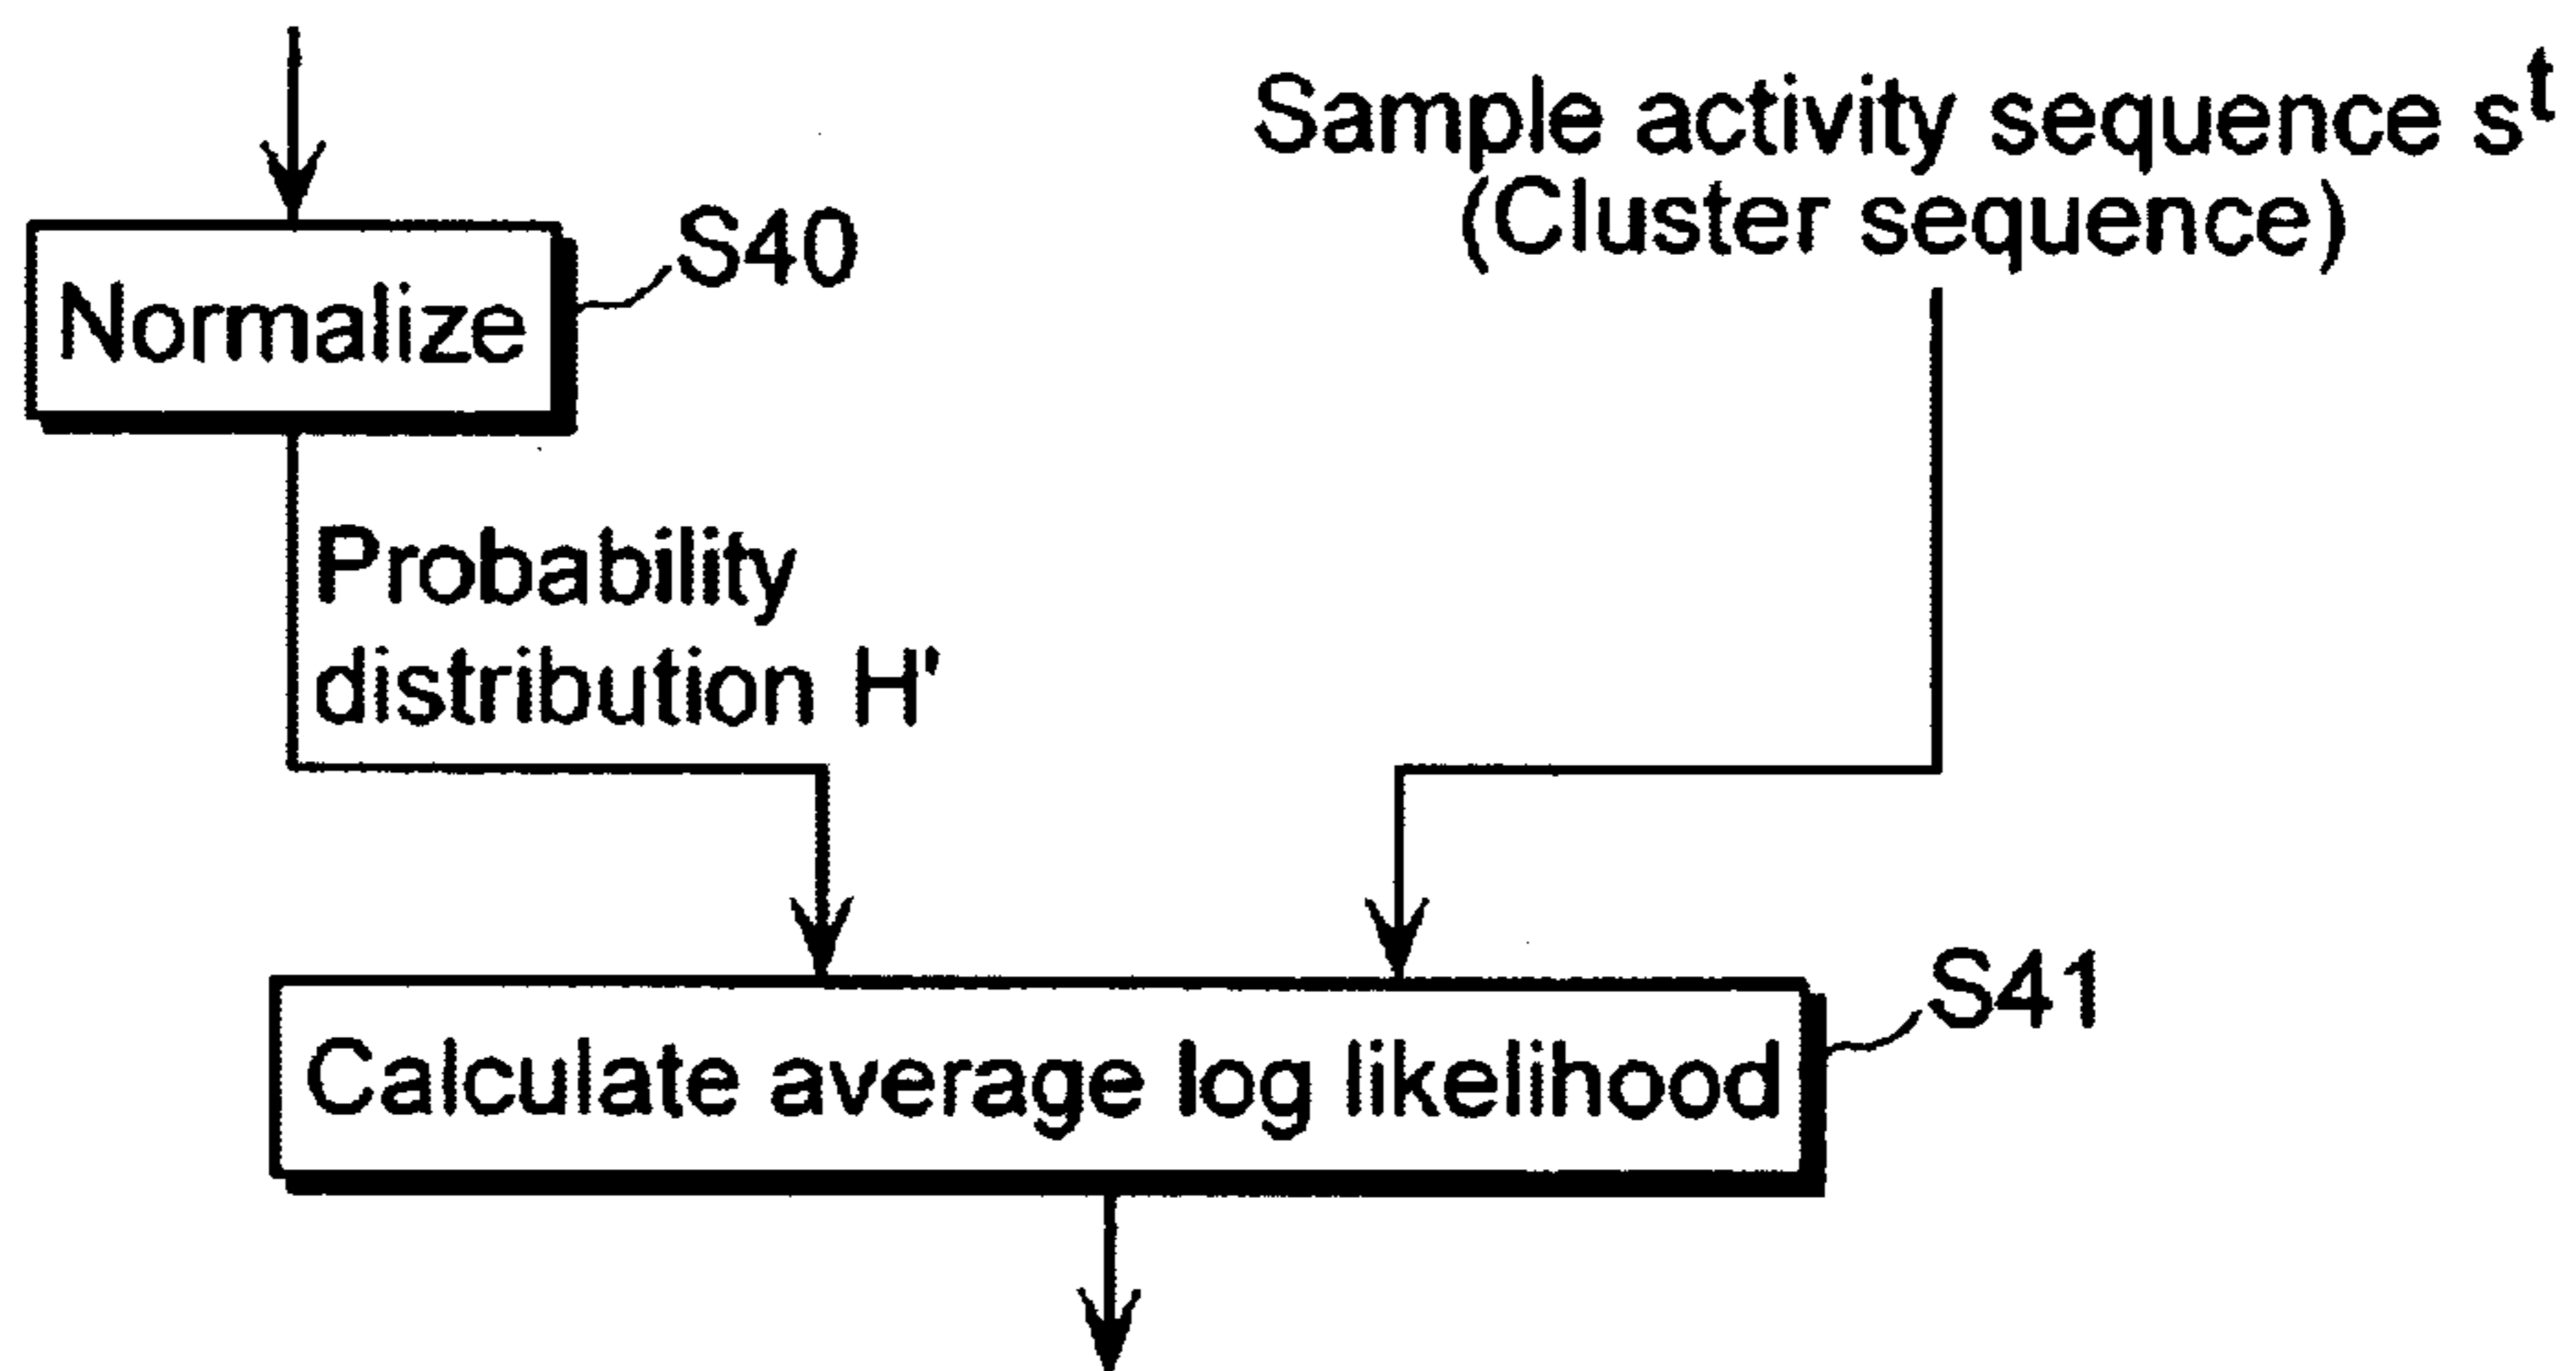 Sample activity sequence s^t
(Cluster sequence)
S40
Normalize
Probability
distribution H'
S41
Calculate average log likelihood